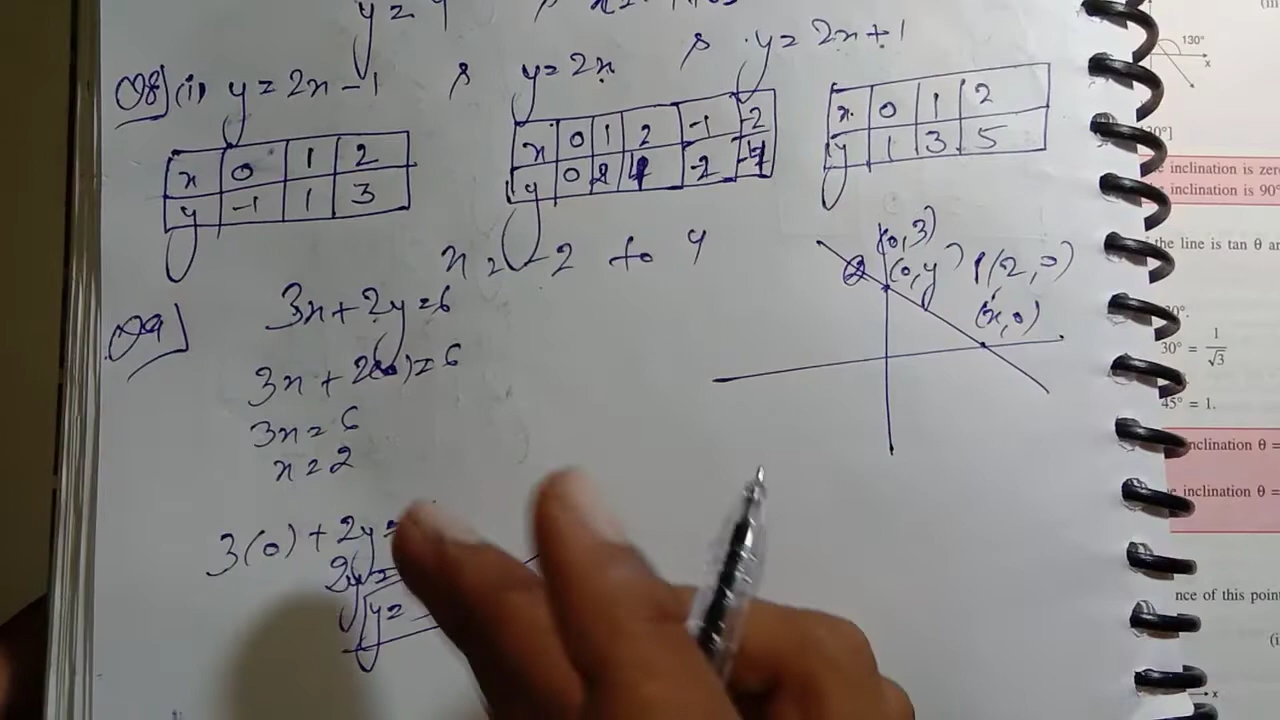 y =
Q8] (i) y = 2x - 1 , y = 2x , y = 2x + 1
x 0 1 2
y -1 1 3
x 0 1 2 -1 -2
y 0 2 4 -2 -4
x 0 1 2
y 1 3 5
x = -2 to 4
Q9] 3x + 2y = 6
3x + 2(0) = 6
3x = 6
x = 2
3(0) + 2y =
2y =
y =
(0, 3)
Q (0, y) P(2, 0)
(x, 0)
130°
x
inclination is zero
inclination is 90°
the line is tan θ
30° = 1/√3
45° = 1.
inclination θ =
inclination θ =
nce of this poin
(i
x